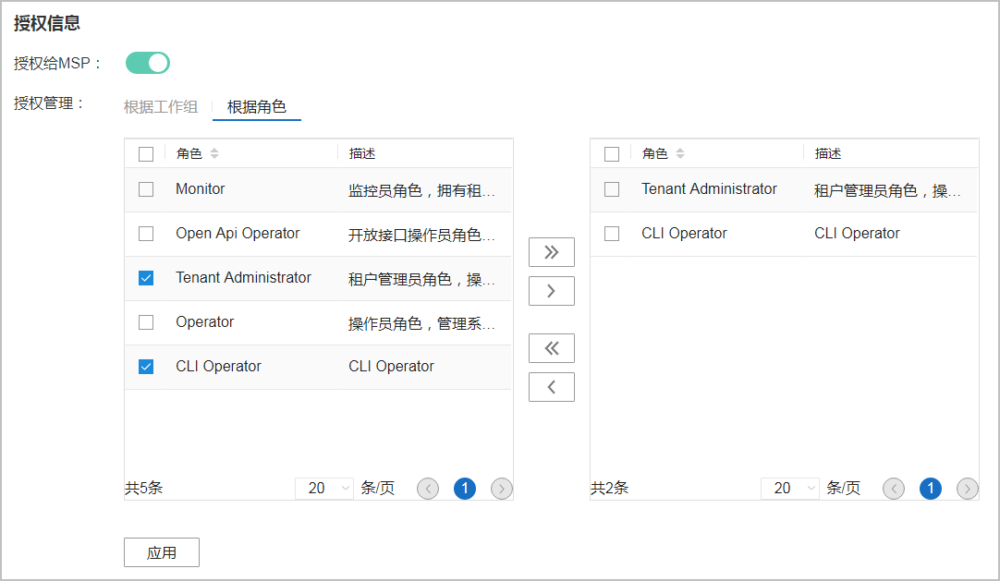 授权信息
授权给MSP：
授权管理： 根据工作组 根据角色
角色 描述 角色 描述
Monitor 监控员角色，拥有租... Tenant Administrator 租户管理员角色，操...
Open Api Operator 开放接口操作员角色... CLI Operator CLI Operator
Tenant Administrator 租户管理员角色，操...
Operator 操作员角色，管理系...
CLI Operator CLI Operator
共5条 20 条/页 1 共2条 20 条/页 1
应用